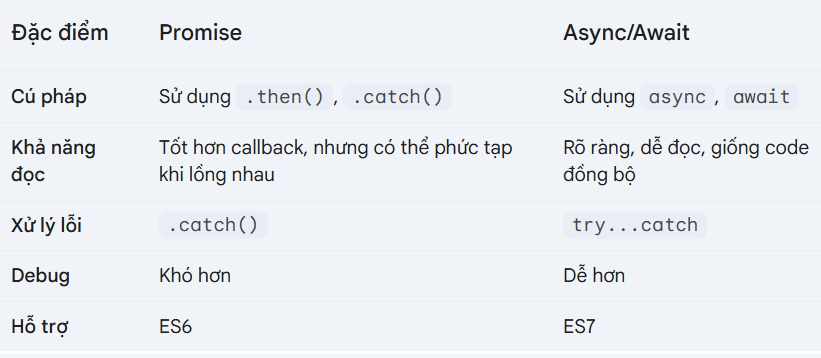 Đặc điểm Promise Async/Await
Cú pháp Sử dụng .then() , .catch() Sử dụng async , await
Khả năng đọc Tốt hơn callback, nhưng có thể phức tạp khi lồng nhau Rõ ràng, dễ đọc, giống code đồng bộ
Xử lý lỗi .catch() try...catch
Debug Khó hơn Dễ hơn
Hỗ trợ ES6 ES7